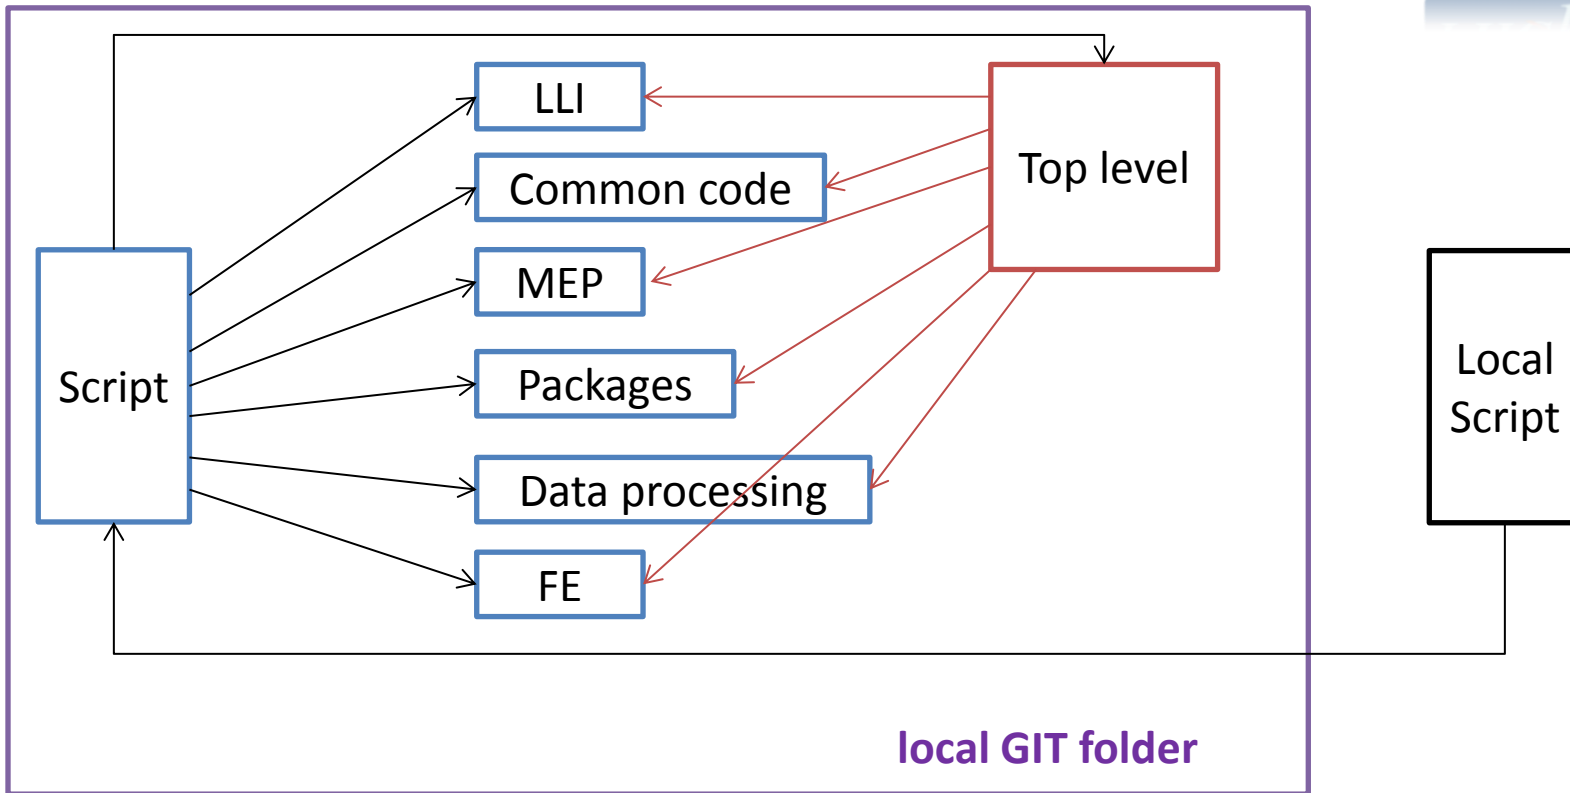 LLI
Common code
Top level
MEP
Script
Packages
Local
Script
Data processing
FE
local GIT folder